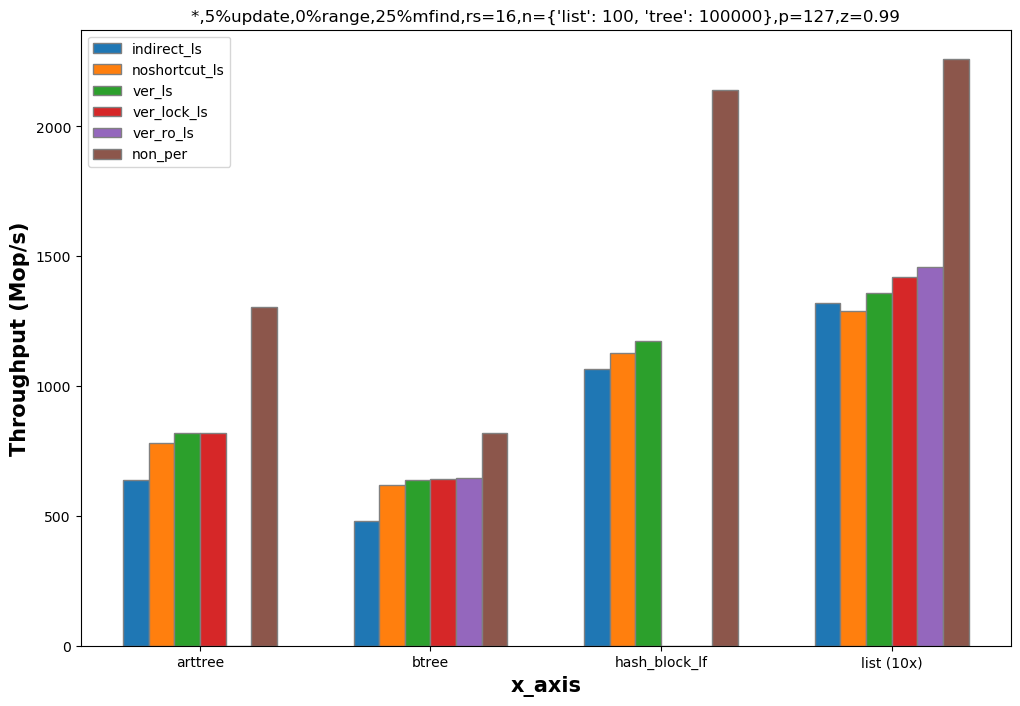 *,5%update,0%range,25%mfind,rs=16,n={'list': 100, 'tree': 100000},p=127,z=0.99
indirect_ls
noshortcut_ls
ver_ls
ver_lock_ls
ver_ro_ls
non_per
Throughput (Mop/s)
2000
1500
1000
500
0
arttree btree hash_block_lf list (10x)
x_axis